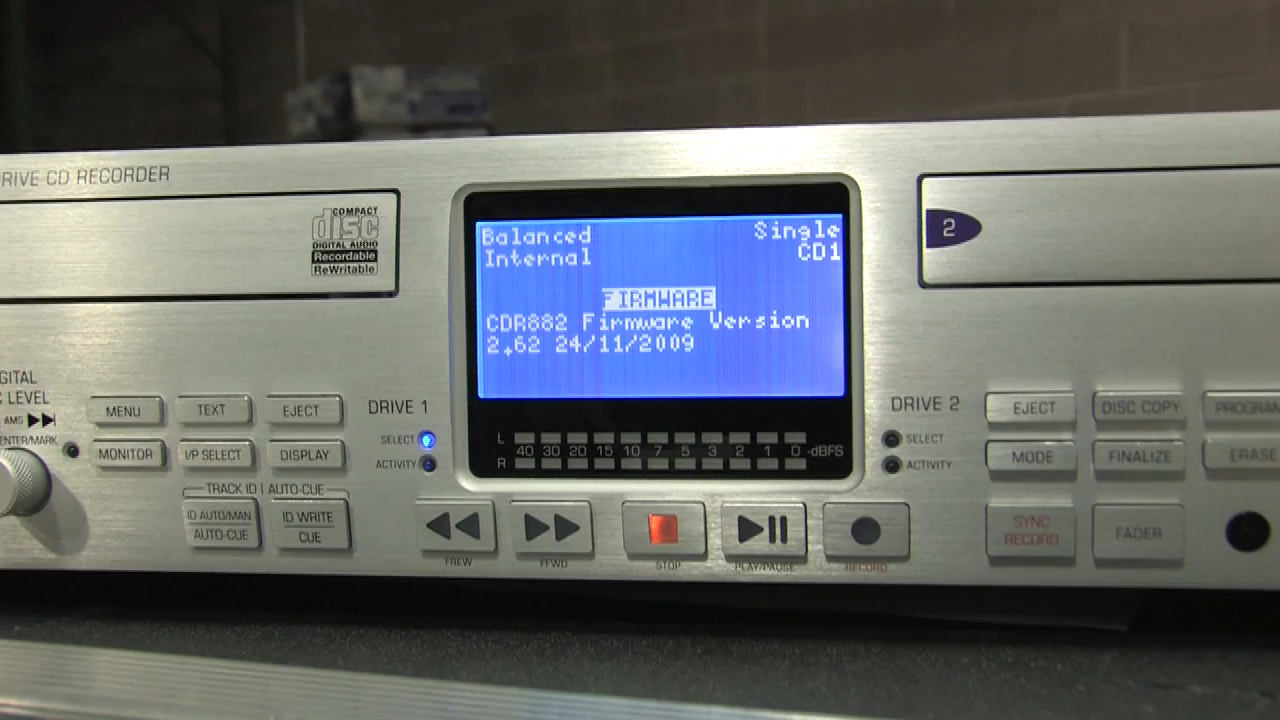 DRIVE CD RECORDER
COMPACT
disc
DIGITAL AUDIO
Recordable
ReWritable
Balanced Single
Internal CD1
FIRMWARE
CDR882 Firmware Version
2.62 24/11/2009
2
LEVEL
AMS
ENTER/MARK
MENU
TEXT
EJECT
MONITOR
I/P SELECT
DISPLAY
TRACK ID | AUTO-CUE
ID AUTO/MAN
AUTO-CUE
ID WRITE
CUE
DRIVE 1
SELECT
ACTIVITY
L
40 30 20 15 10 7 5 3 2 1 0 -dBFS
R
FREW
FFWD
STOP
PLAY/PAUSE
RECORD
DRIVE 2
SELECT
ACTIVITY
EJECT
DISC COPY
PROGRAM
MODE
FINALIZE
ERASE
SYNC
RECORD
FADER